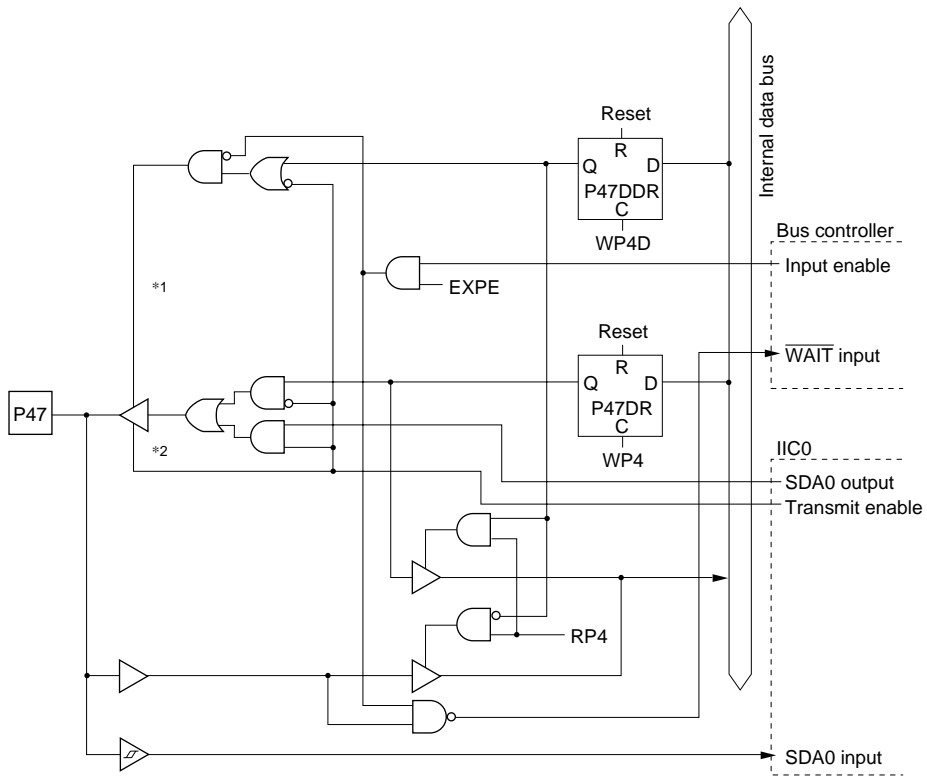 Internal data bus
Reset
R
Q D
P47DDR
C
WP4D
Bus controller
Input enable
EXPE
*1
Reset
WAIT input
R
Q D
P47DR
C
WP4
P47
*2
IIC0
SDA0 output
Transmit enable
RP4
SDA0 input